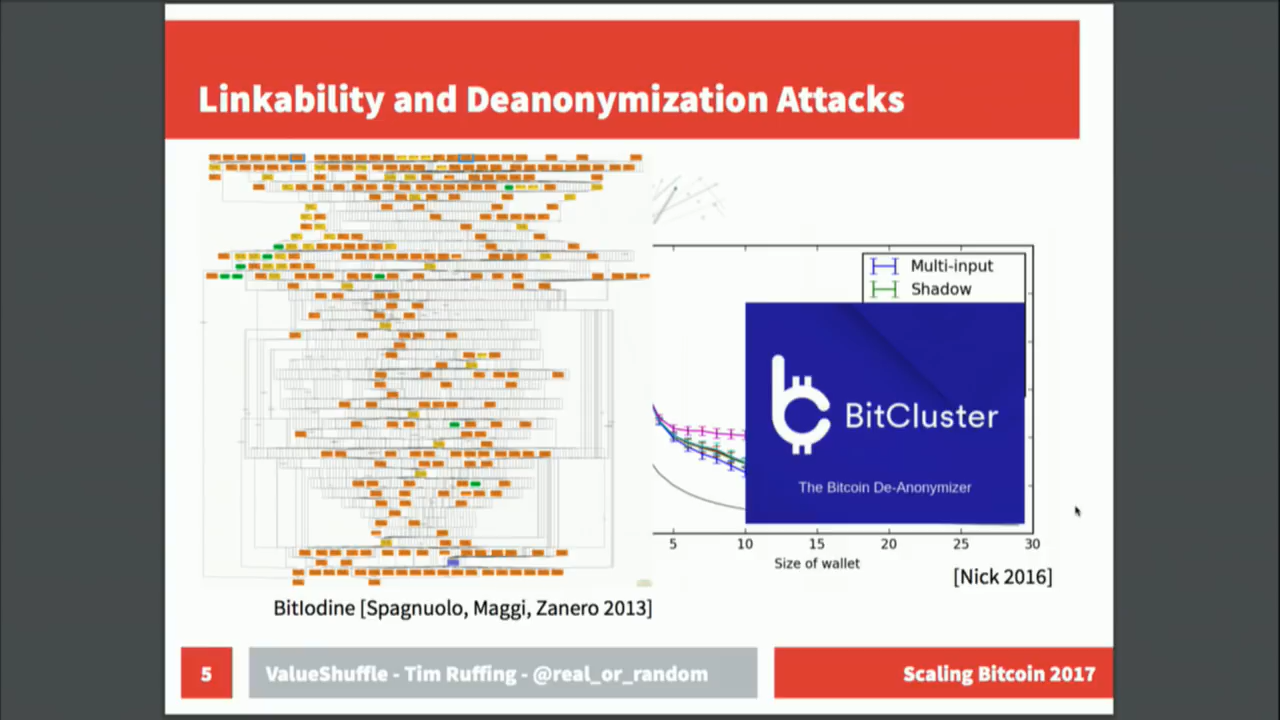 Linkability and Deanonymization Attacks
Multi-input
Shadow
BitCluster
The Bitcoin De-Anonymizer
5 10 15 20 25 30
Size of wallet
[Nick 2016]
BitIodine [Spagnuolo, Maggi, Zanero 2013]
5 ValueShuffle - Tim Ruffing - @real_or_random Scaling Bitcoin 2017